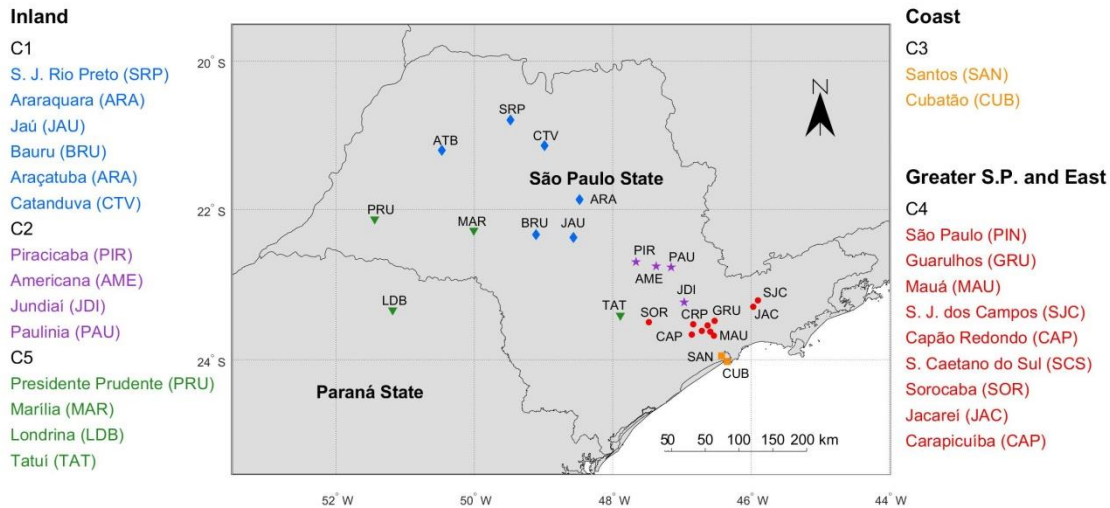 Inland
C1
S. J. Rio Preto (SRP)
Araraquara (ARA)
Jaú (JAU)
Bauru (BRU)
Araçatuba (ARA)
Catanduva (CTV)
C2
Piracicaba (PIR)
Americana (AME)
Jundiaí (JDI)
Paulinia (PAU)
C5
Presidente Prudente (PRU)
Marília (MAR)
Londrina (LDB)
Tatuí (TAT)
20° S
22° S
24° S
52° W
50° W
48° W
46° W
44° W
N
SRP
ATB
CTV
São Paulo State
ARA
PRU
MAR
BRU
JAU
PIR
PAU
AME
JDI
SJC
LDB
TAT
SOR
CRP
GRU
JAC
CAP
MAU
SAN
CUB
Paraná State
50 50 100 150 200 km
Coast
C3
Santos (SAN)
Cubatão (CUB)
Greater S.P. and East
C4
São Paulo (PIN)
Guarulhos (GRU)
Mauá (MAU)
S. J. dos Campos (SJC)
Capão Redondo (CAP)
S. Caetano do Sul (SCS)
Sorocaba (SOR)
Jacareí (JAC)
Carapicuíba (CAP)